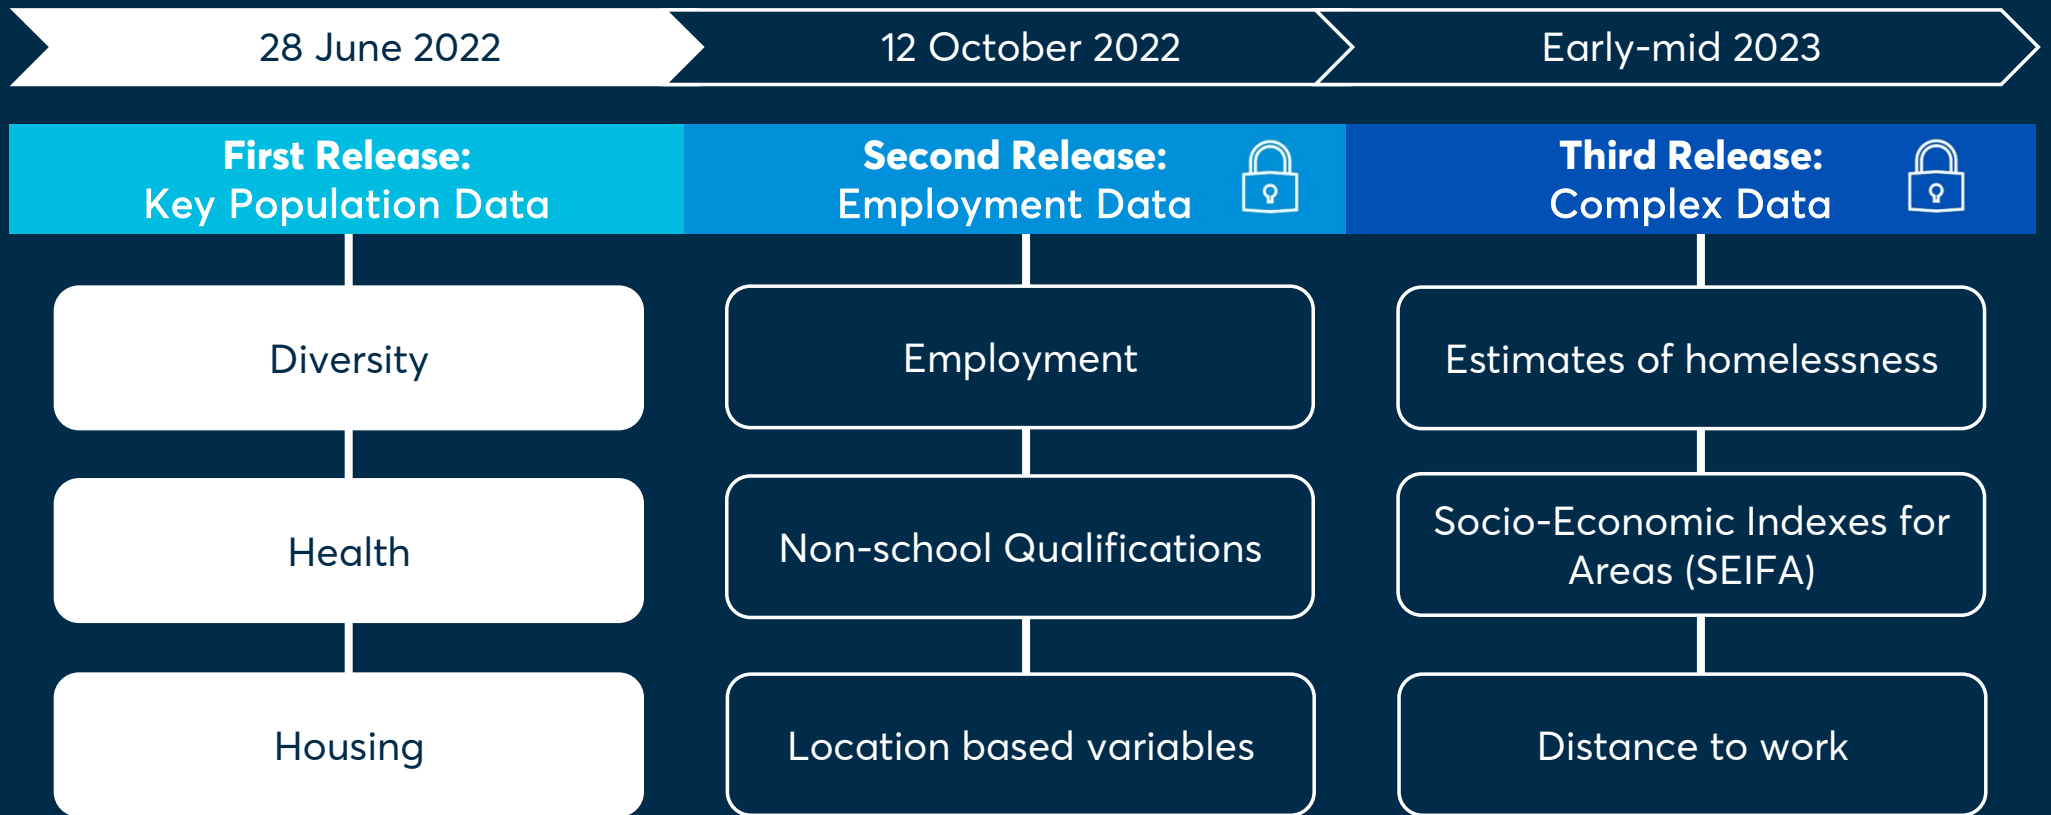 28 June 2022
12 October 2022
Early-mid 2023
First Release:
Key Population Data
Second Release:
Employment Data
Third Release:
Complex Data
Diversity
Employment
Estimates of homelessness
Health
Non-school Qualifications
Socio-Economic Indexes for
Areas (SEIFA)
Housing
Location based variables
Distance to work